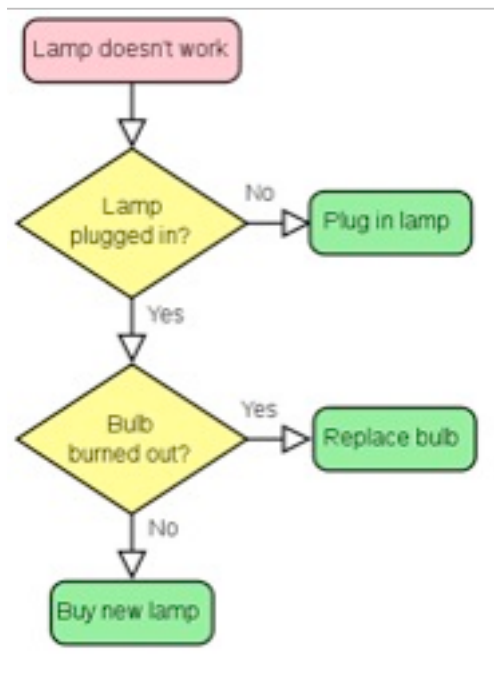 Lamp doesn't work
Lamp
plugged in?
No
Plug in lamp
Yes
Bulb
burned out?
Yes
Replace bulb
No
Buy new lamp